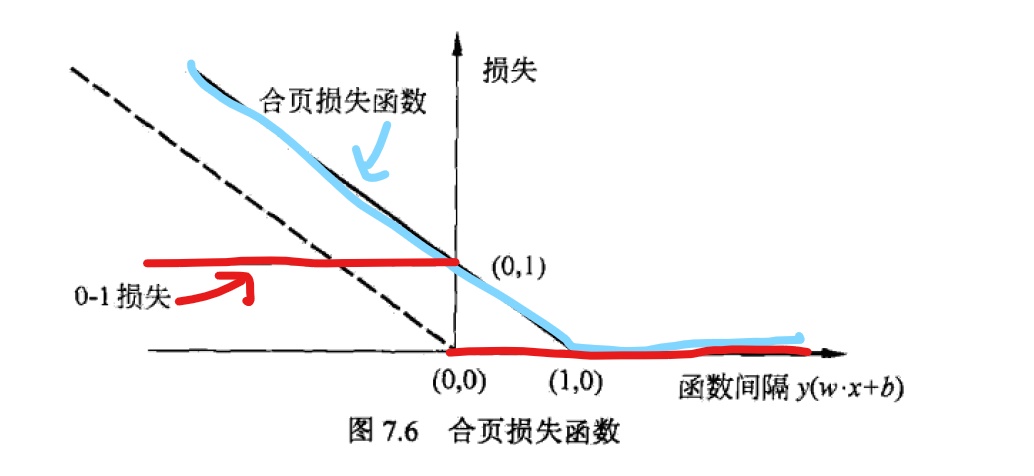 损失
合页损失函数
(0,1)
0-1 损失
(0,0)
(1,0)
函数间隔 y(w·x+b)
图 7.6 合页损失函数